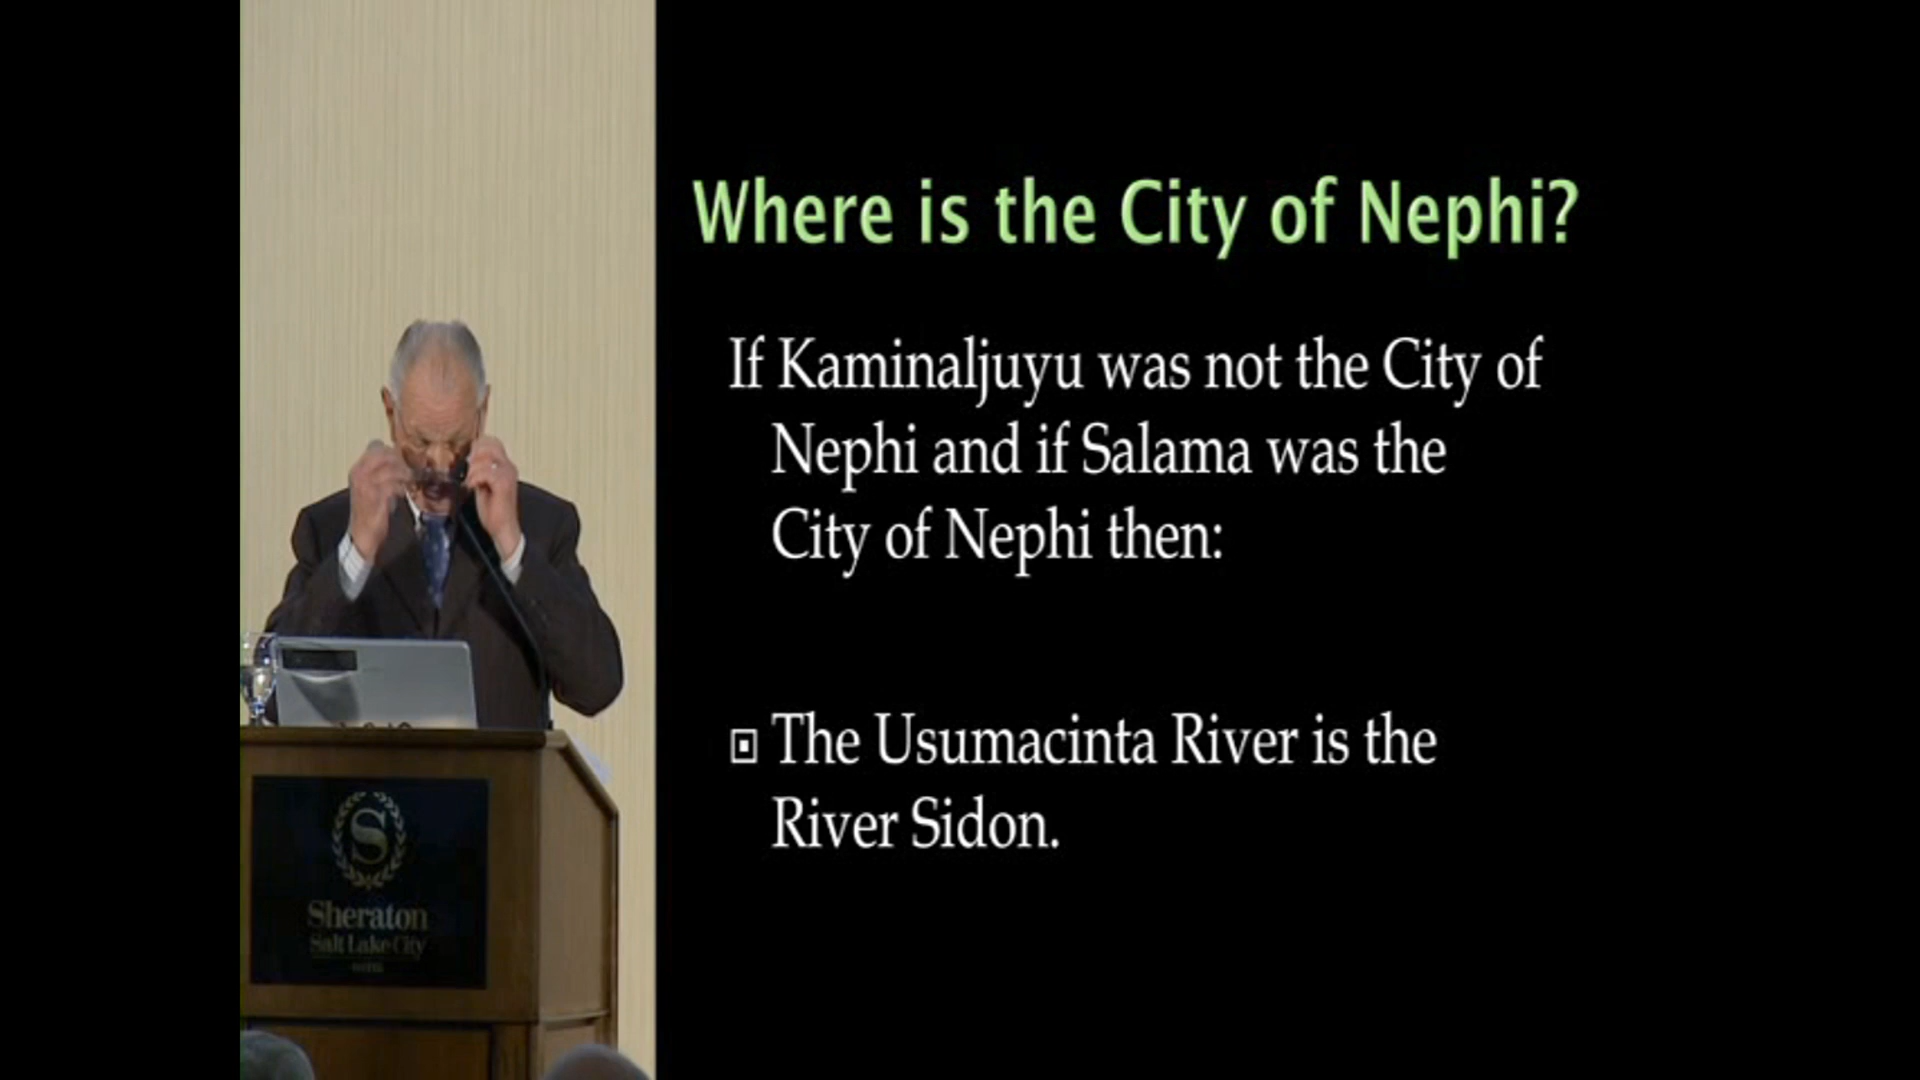 Where is the City of Nephi?
If Kaminaljuyu was not the City of
Nephi and if Salama was the
City of Nephi then:
The Usumacinta River is the
River Sidon.
S
Sheraton
Salt Lake City